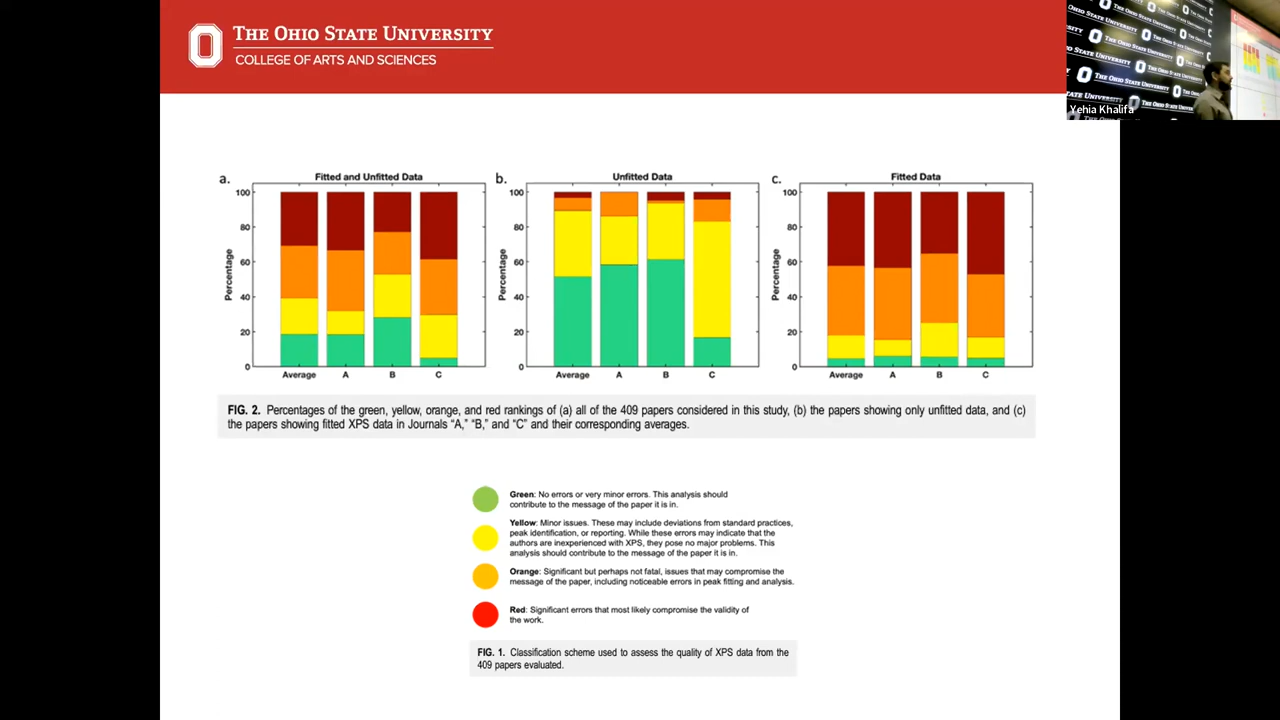 THE OHIO STATE UNIVERSITY
COLLEGE OF ARTS AND SCIENCES
Yehia Khalifa
a.
Fitted and Unfitted Data
Percentage
100
80
60
40
20
0
Average
A
B
C
b.
Unfitted Data
Percentage
100
80
60
40
20
0
Average
A
B
C
c.
Fitted Data
Percentage
100
80
60
40
20
0
Average
A
B
C
FIG. 2. Percentages of the green, yellow, orange, and red rankings of (a) all of the 409 papers considered in this study, (b) the papers showing only unfitted data, and (c)
the papers showing fitted XPS data in Journals “A,” “B,” and “C” and their corresponding averages.
Green: No errors or very minor errors. This analysis should
contribute to the message of the paper it is in.
Yellow: Minor issues. These may include deviations from standard practices,
peak identification, or reporting. While these errors may indicate that the
authors are inexperienced with XPS, they pose no major problems. This
analysis should contribute to the message of the paper it is in.
Orange: Significant but perhaps not fatal, issues that may compromise the
message of the paper, including noticeable errors in peak fitting and analysis.
Red: Significant errors that most likely compromise the validity of
the work.
FIG. 1. Classification scheme used to assess the quality of XPS data from the
409 papers evaluated.